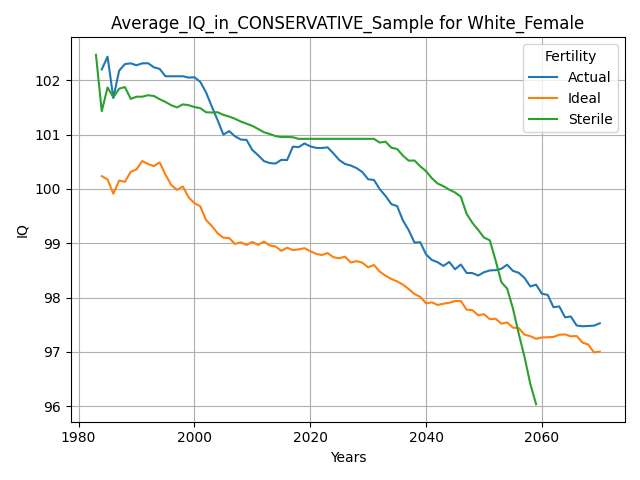 Average_IQ_in_CONSERVATIVE_Sample for White_Female
Fertility
Actual
Ideal
Sterile
IQ
102
101
100
99
98
97
96
1980
2000
2020
2040
2060
Years